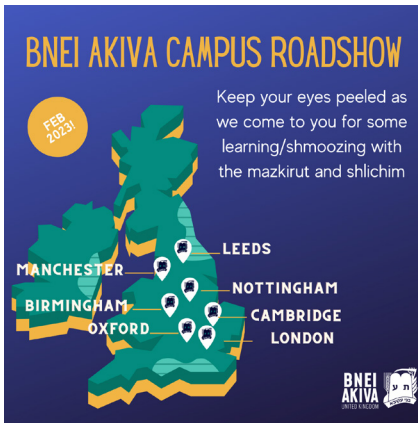 BNEI AKIVA CAMPUS ROADSHOW
FEB
2023!
Keep your eyes peeled as
we come to you for some
learning/shmoozing with
the mazkirut and shlichim
LEEDS
MANCHESTER
NOTTINGHAM
BIRMINGHAM
CAMBRIDGE
OXFORD
LONDON
BNEI
AKIVA
UNITED KINGDOM
ת ע